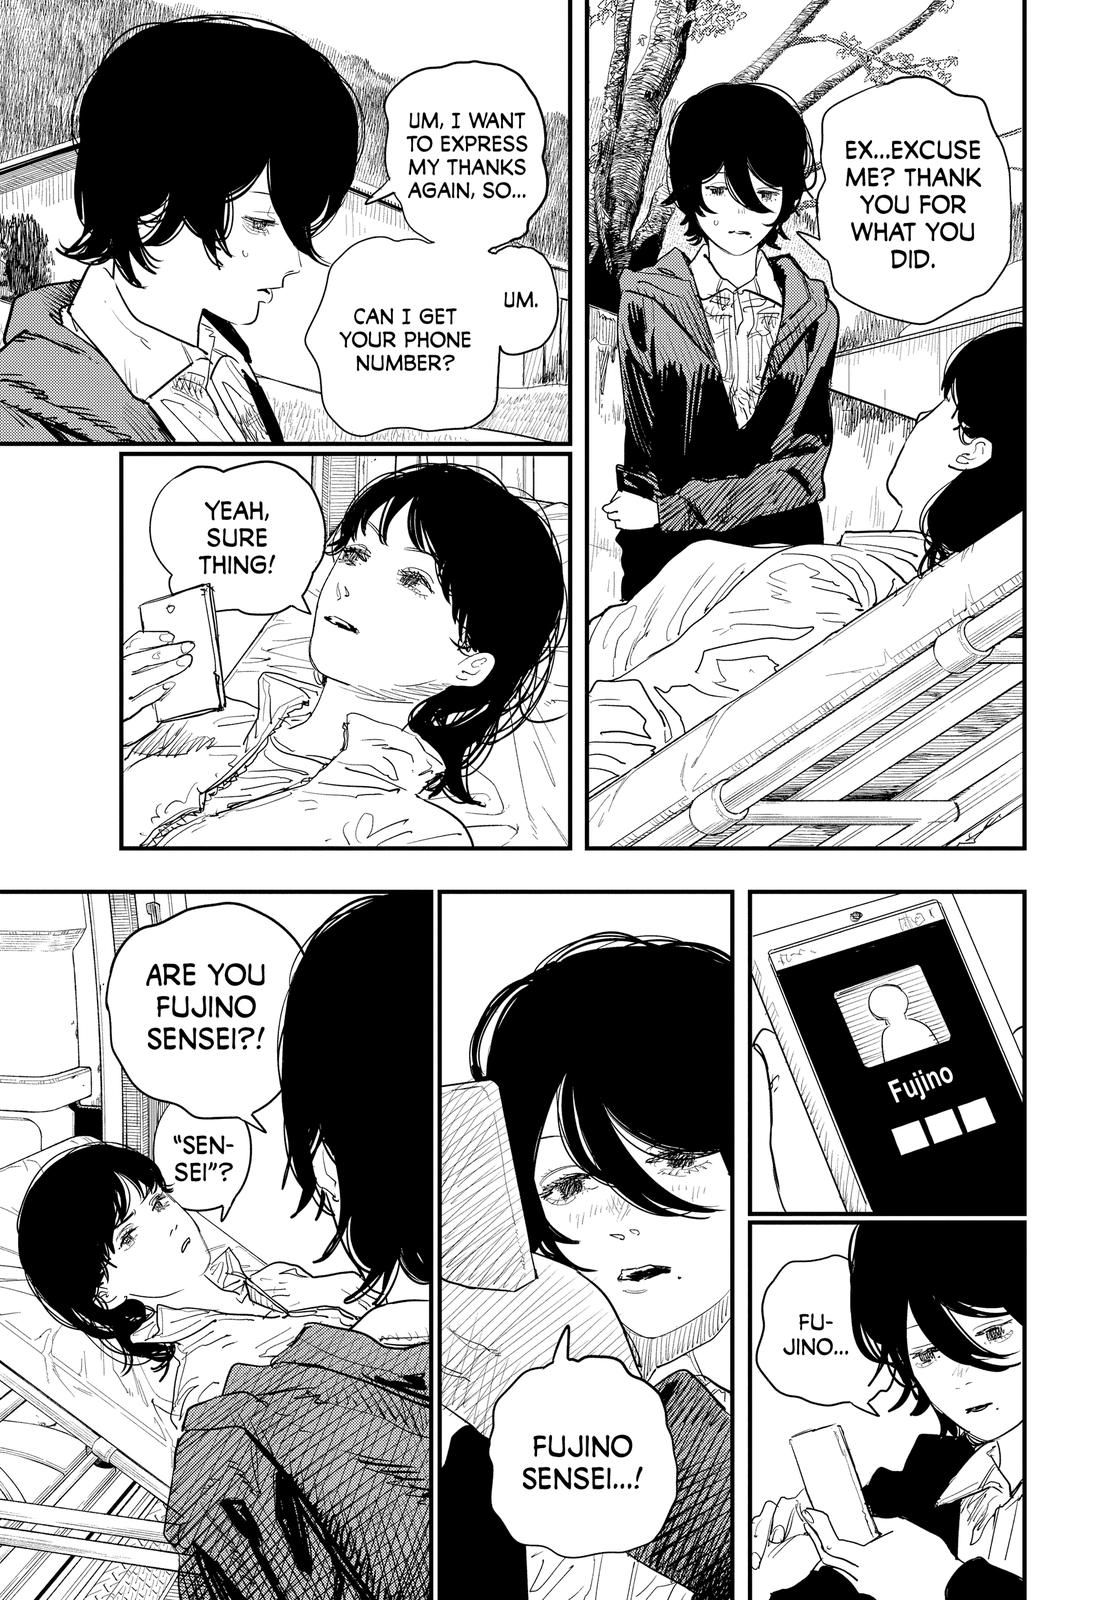 EX...EXCUSE
ME? THANK
YOU FOR
WHAT YOU
DID.
UM, I WANT
TO EXPRESS
MY THANKS
AGAIN, SO...
UM.
CAN I GET
YOUR PHONE
NUMBER?
YEAH,
SURE
THING!
Fujino
FU-
JINO...
FUJINO
SENSEI...!
ARE YOU
FUJINO
SENSEI?!
“SEN-
SEI”?